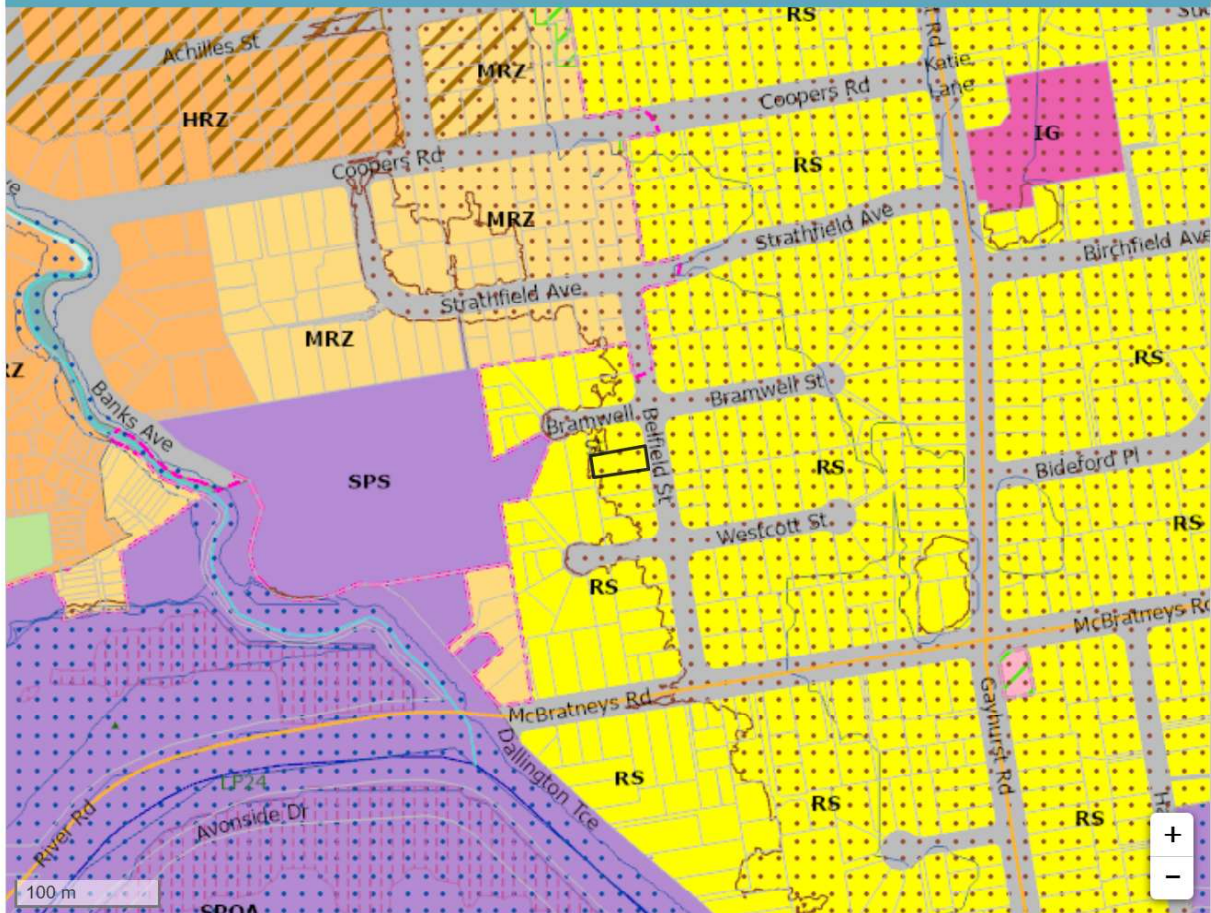 RS
Achilles St
MRZ
Katie
Lane
Coopers Rd
HRZ
IG
Coopers Rd
RS
MRZ
Strathfield Ave
Birchfield Ave
Strathfield Ave
MRZ
RS
Banks Ave
Bramwell St
Bramwell
Belfield St
RS
Bideford Pl
SPS
RS
Westcott St
RS
McBratneys Rd
McBratneys Rd
Gayhurst Rd
Dallington Tce
RS
LP24
RS
RS
River Rd
Avonside Dr
+
−
100 m